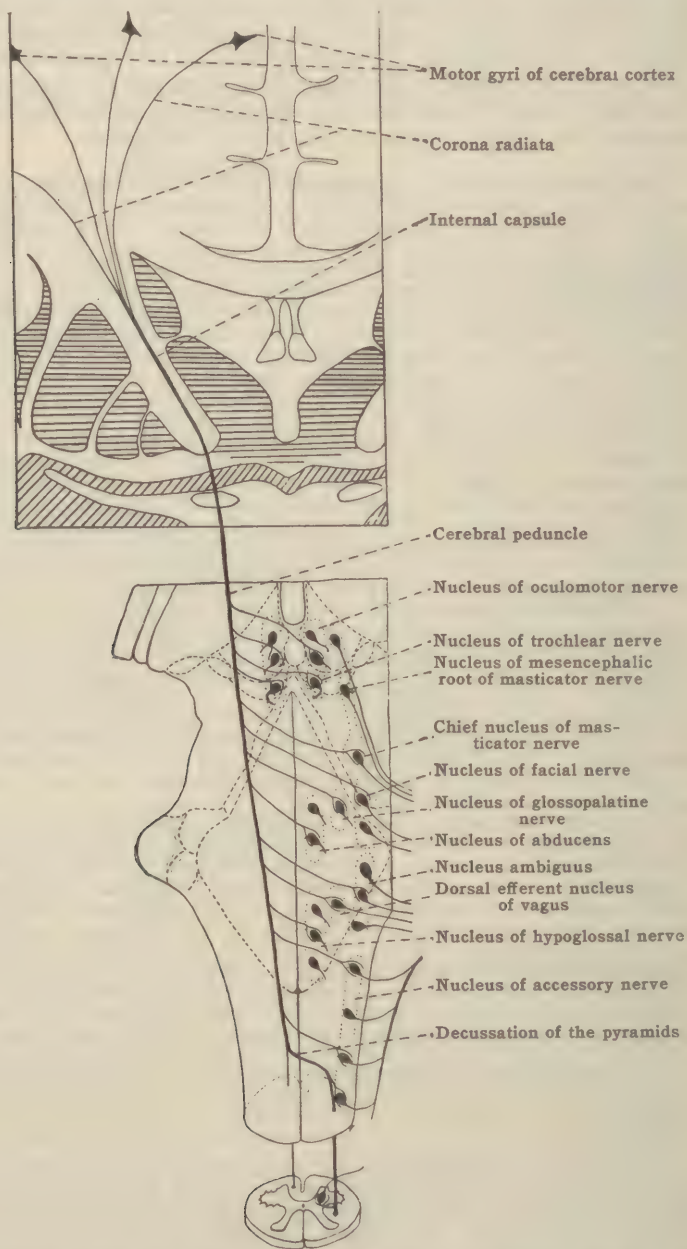 Motor gyri of cerebral cortex
Corona radiata
Internal capsule
Cerebral peduncle
Nucleus of oculomotor nerve
Nucleus of trochlear nerve
Nucleus of mesencephalic
root of masticator nerve
Chief nucleus of mas-
ticator nerve
Nucleus of facial nerve
Nucleus of glossopalatine
nerve
Nucleus of abducens
Nucleus ambiguus
Dorsal efferent nucleus
of vagus
Nucleus of hypoglossal nerve
Nucleus of accessory nerve
Decussation of the pyramids